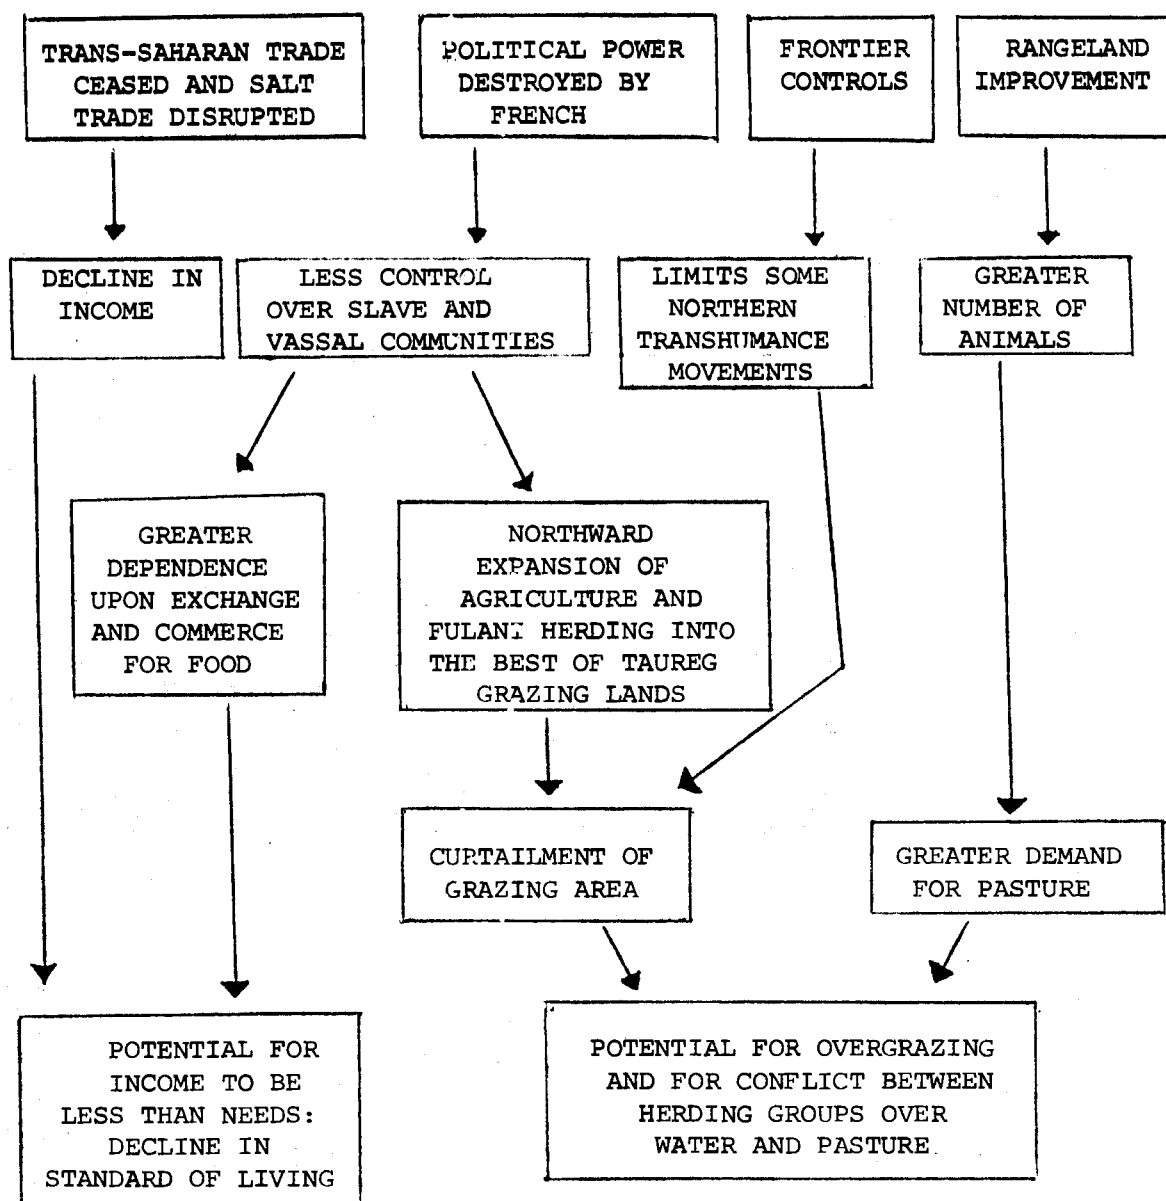 TRANS-SAHARAN TRADE
CEASED AND SALT
TRADE DISRUPTED
POLITICAL POWER
DESTROYED BY
FRENCH
FRONTIER
CONTROLS
RANGELAND
IMPROVEMENT
DECLINE IN
INCOME
LESS CONTROL
OVER SLAVE AND
VASSAL COMMUNITIES
LIMITS SOME
NORTHERN
TRANSHUMANCE
MOVEMENTS
GREATER
NUMBER OF
ANIMALS
GREATER
DEPENDENCE
UPON EXCHANGE
AND COMMERCE
FOR FOOD
NORTHWARD
EXPANSION OF
AGRICULTURE AND
FULANI HERDING INTO
THE BEST OF TAUREG
GRAZING LANDS
CURTAILMENT OF
GRAZING AREA
GREATER DEMAND
FOR PASTURE
POTENTIAL FOR
INCOME TO BE
LESS THAN NEEDS:
DECLINE IN
STANDARD OF LIVING
POTENTIAL FOR OVERGRAZING
AND FOR CONFLICT BETWEEN
HERDING GROUPS OVER
WATER AND PASTURE